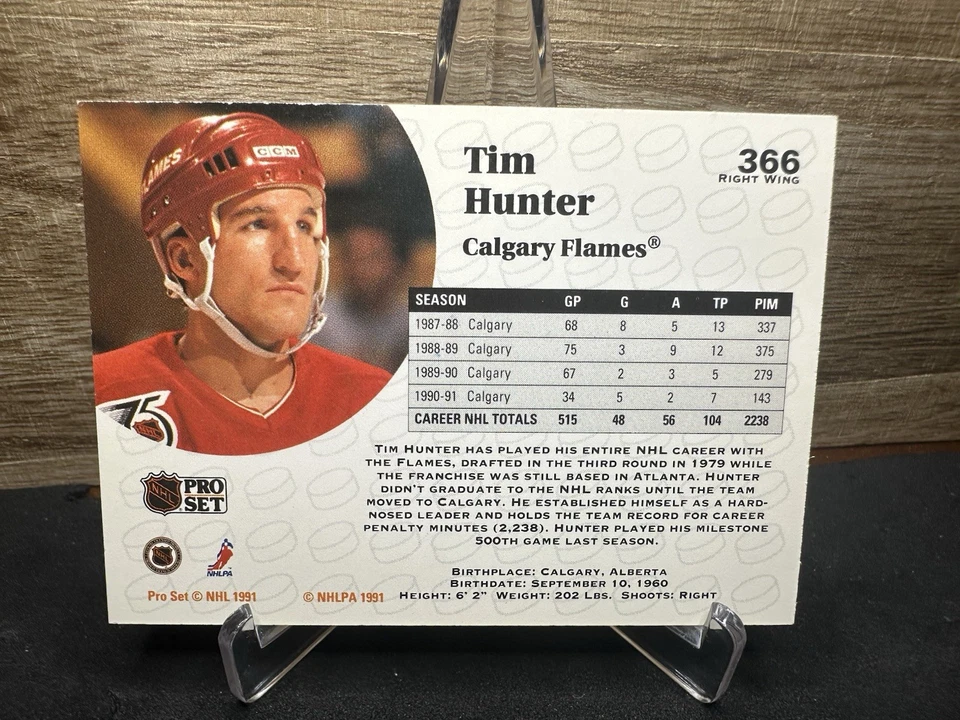 FLAMES
CCM
75
NHL
Tim
Hunter
Calgary Flames®
366
RIGHT WING
SEASON GP G A TP PIM
1987-88 Calgary 68 8 5 13 337
1988-89 Calgary 75 3 9 12 375
1989-90 Calgary 67 2 3 5 279
1990-91 Calgary 34 5 2 7 143
CAREER NHL TOTALS 515 48 56 104 2238
TIM HUNTER HAS PLAYED HIS ENTIRE NHL CAREER WITH
THE FLAMES, DRAFTED IN THE THIRD ROUND IN 1979 WHILE
THE FRANCHISE WAS STILL BASED IN ATLANTA. HUNTER
DIDN'T GRADUATE TO THE NHL RANKS UNTIL THE TEAM
MOVED TO CALGARY. HE ESTABLISHED HIMSELF AS A HARD-
NOSED LEADER AND HOLDS THE TEAM RECORD FOR CAREER
PENALTY MINUTES (2,238). HUNTER PLAYED HIS MILESTONE
500TH GAME LAST SEASON.
BIRTHPLACE: CALGARY, ALBERTA
BIRTHDATE: SEPTEMBER 10, 1960
HEIGHT: 6' 2" WEIGHT: 202 LBS. SHOOTS: RIGHT
NHL PRO
SET
NHLPA
Pro Set © NHL 1991 © NHLPA 1991